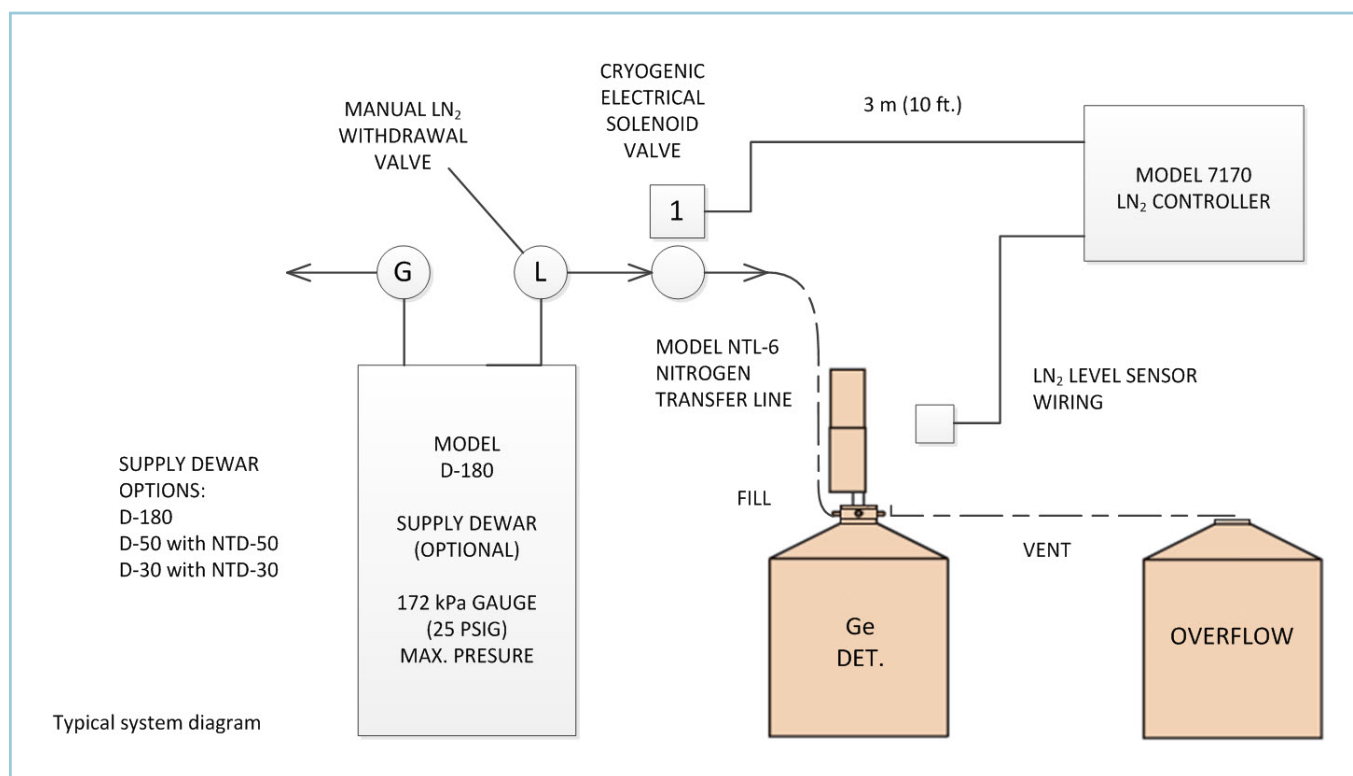 CRYOGENIC
ELECTRICAL
SOLENOID
VALVE
3 m (10 ft.)
MANUAL LN₂
WITHDRAWAL
VALVE
1
MODEL 7170
LN₂ CONTROLLER
G
L
MODEL NTL-6
NITROGEN
TRANSFER LINE
LN₂ LEVEL SENSOR
WIRING
SUPPLY DEWAR
OPTIONS:
D-180
D-50 with NTD-50
D-30 with NTD-30
MODEL
D-180
SUPPLY DEWAR
(OPTIONAL)
172 kPa GAUGE
(25 PSIG)
MAX. PRESURE
FILL
VENT
Ge
DET.
OVERFLOW
Typical system diagram